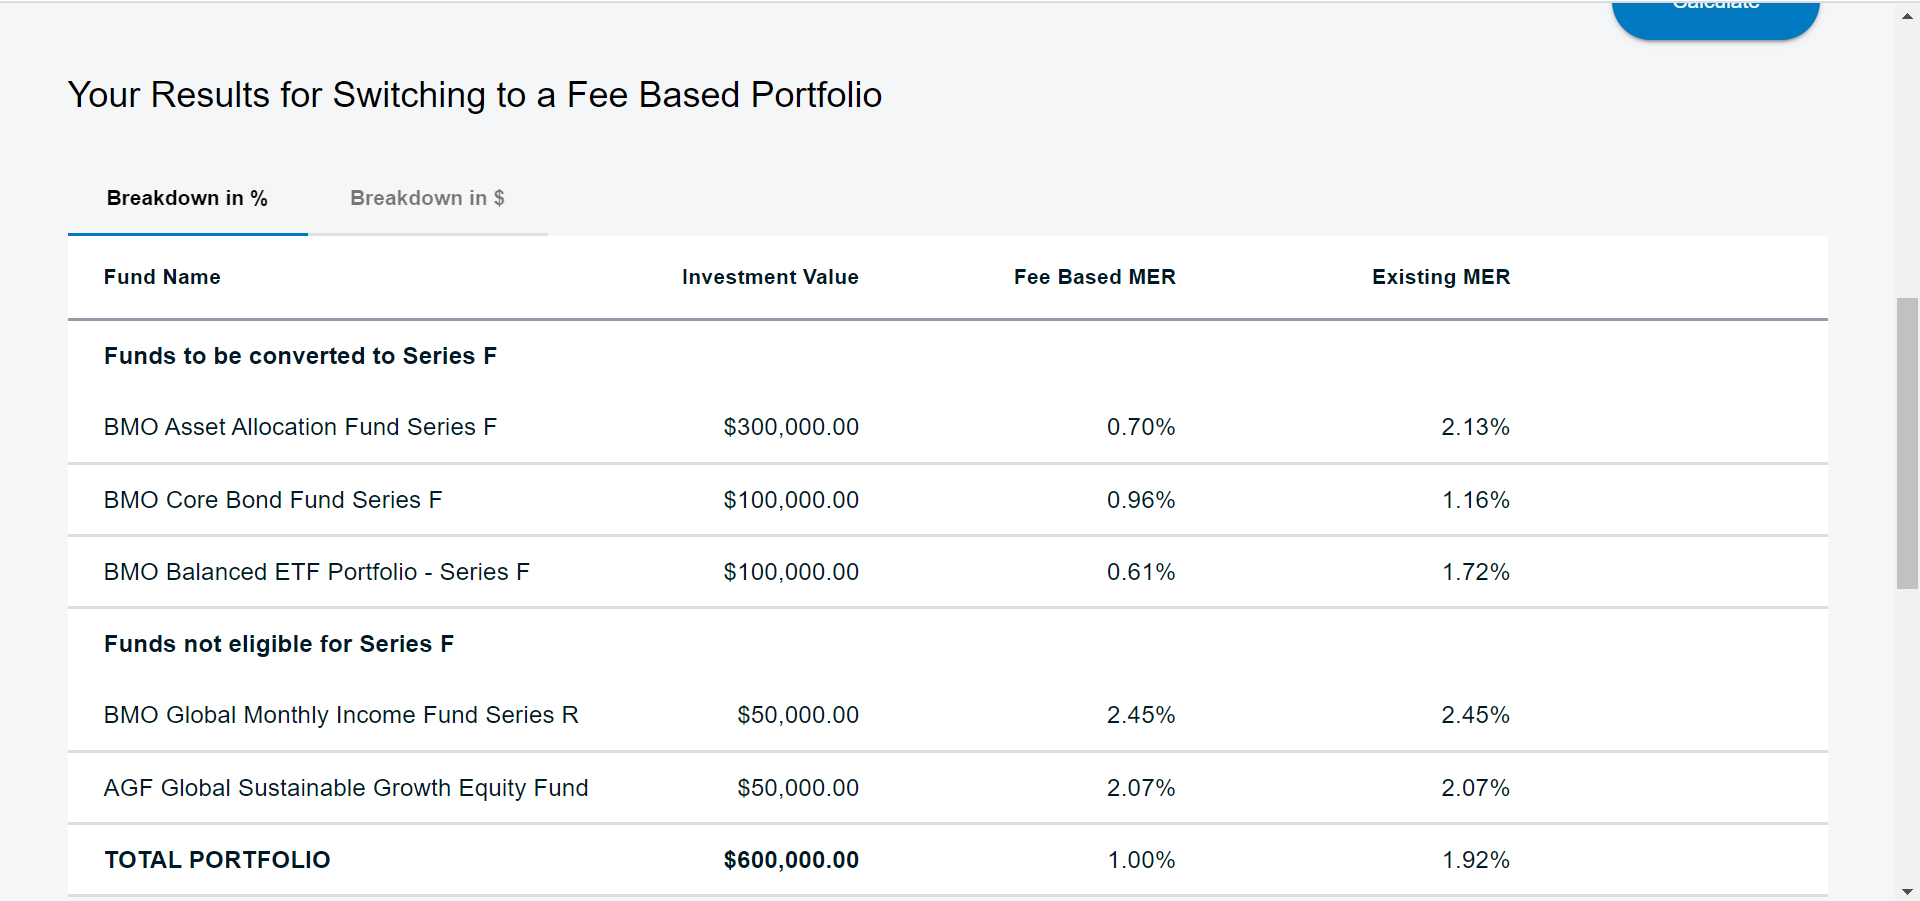 Calculate
Your Results for Switching to a Fee Based Portfolio
Breakdown in % Breakdown in $
Fund Name Investment Value Fee Based MER Existing MER
Funds to be converted to Series F
BMO Asset Allocation Fund Series F $300,000.00 0.70% 2.13%
BMO Core Bond Fund Series F $100,000.00 0.96% 1.16%
BMO Balanced ETF Portfolio - Series F $100,000.00 0.61% 1.72%
Funds not eligible for Series F
BMO Global Monthly Income Fund Series R $50,000.00 2.45% 2.45%
AGF Global Sustainable Growth Equity Fund $50,000.00 2.07% 2.07%
TOTAL PORTFOLIO $600,000.00 1.00% 1.92%